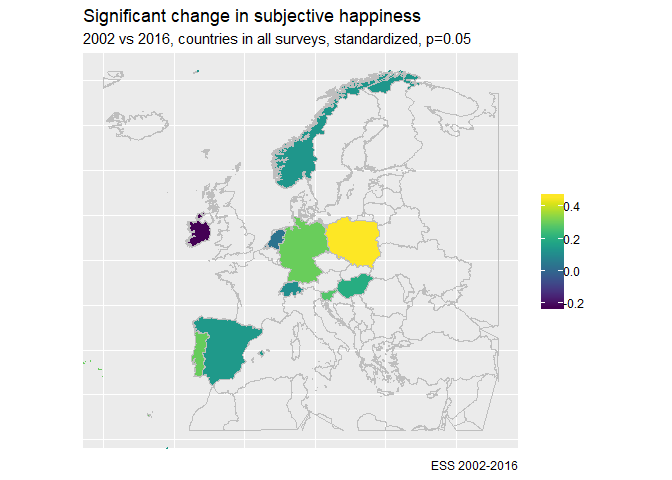 Significant change in subjective happiness
2002 vs 2016, countries in all surveys, standardized, p=0.05
0.4
0.2
0.0
-0.2
ESS 2002-2016